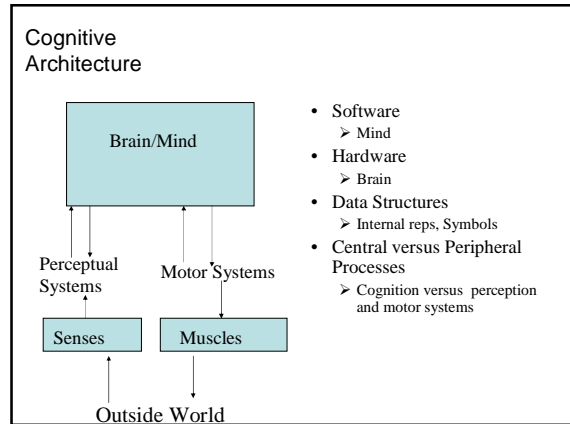 Cognitive
Architecture
Brain/Mind
Perceptual
Systems
Motor Systems
Senses
Muscles
Outside World
• Software
➢ Mind
• Hardware
➢ Brain
• Data Structures
➢ Internal reps, Symbols
• Central versus Peripheral
Processes
➢ Cognition versus perception
and motor systems